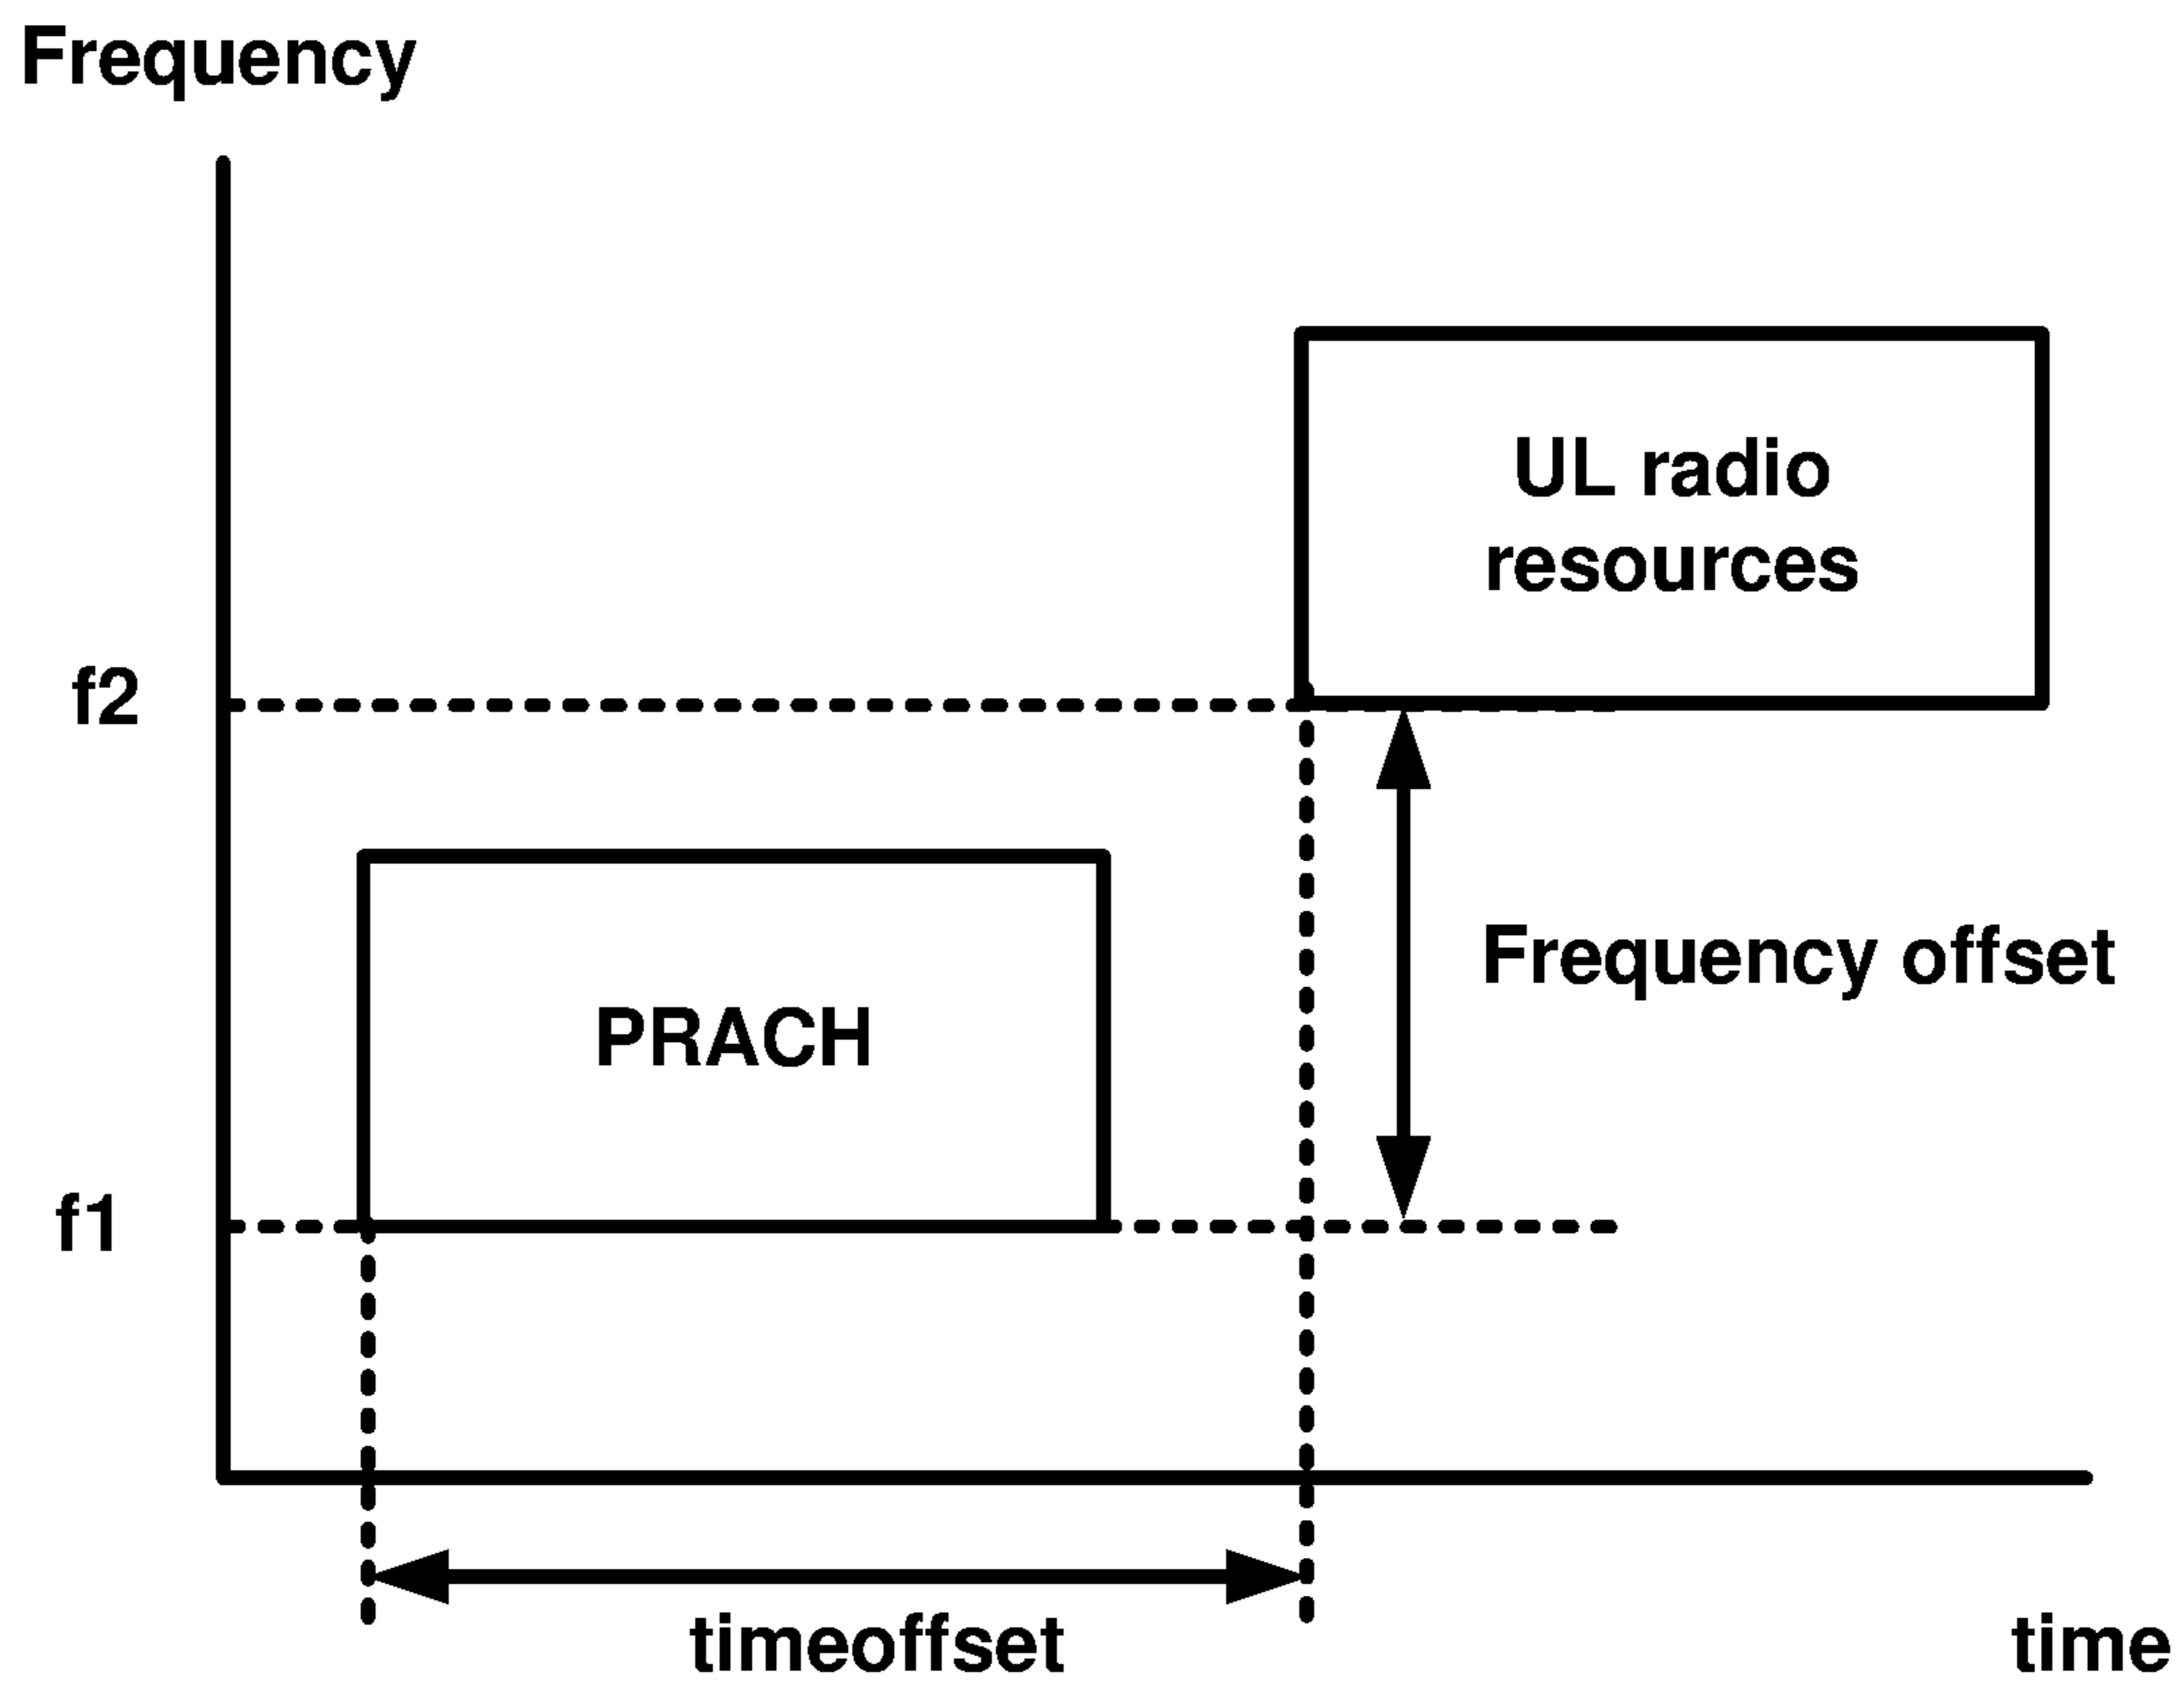 Frequency
UL radio
resources
f2
Frequency offset
PRACH
f1
timeoffset
time